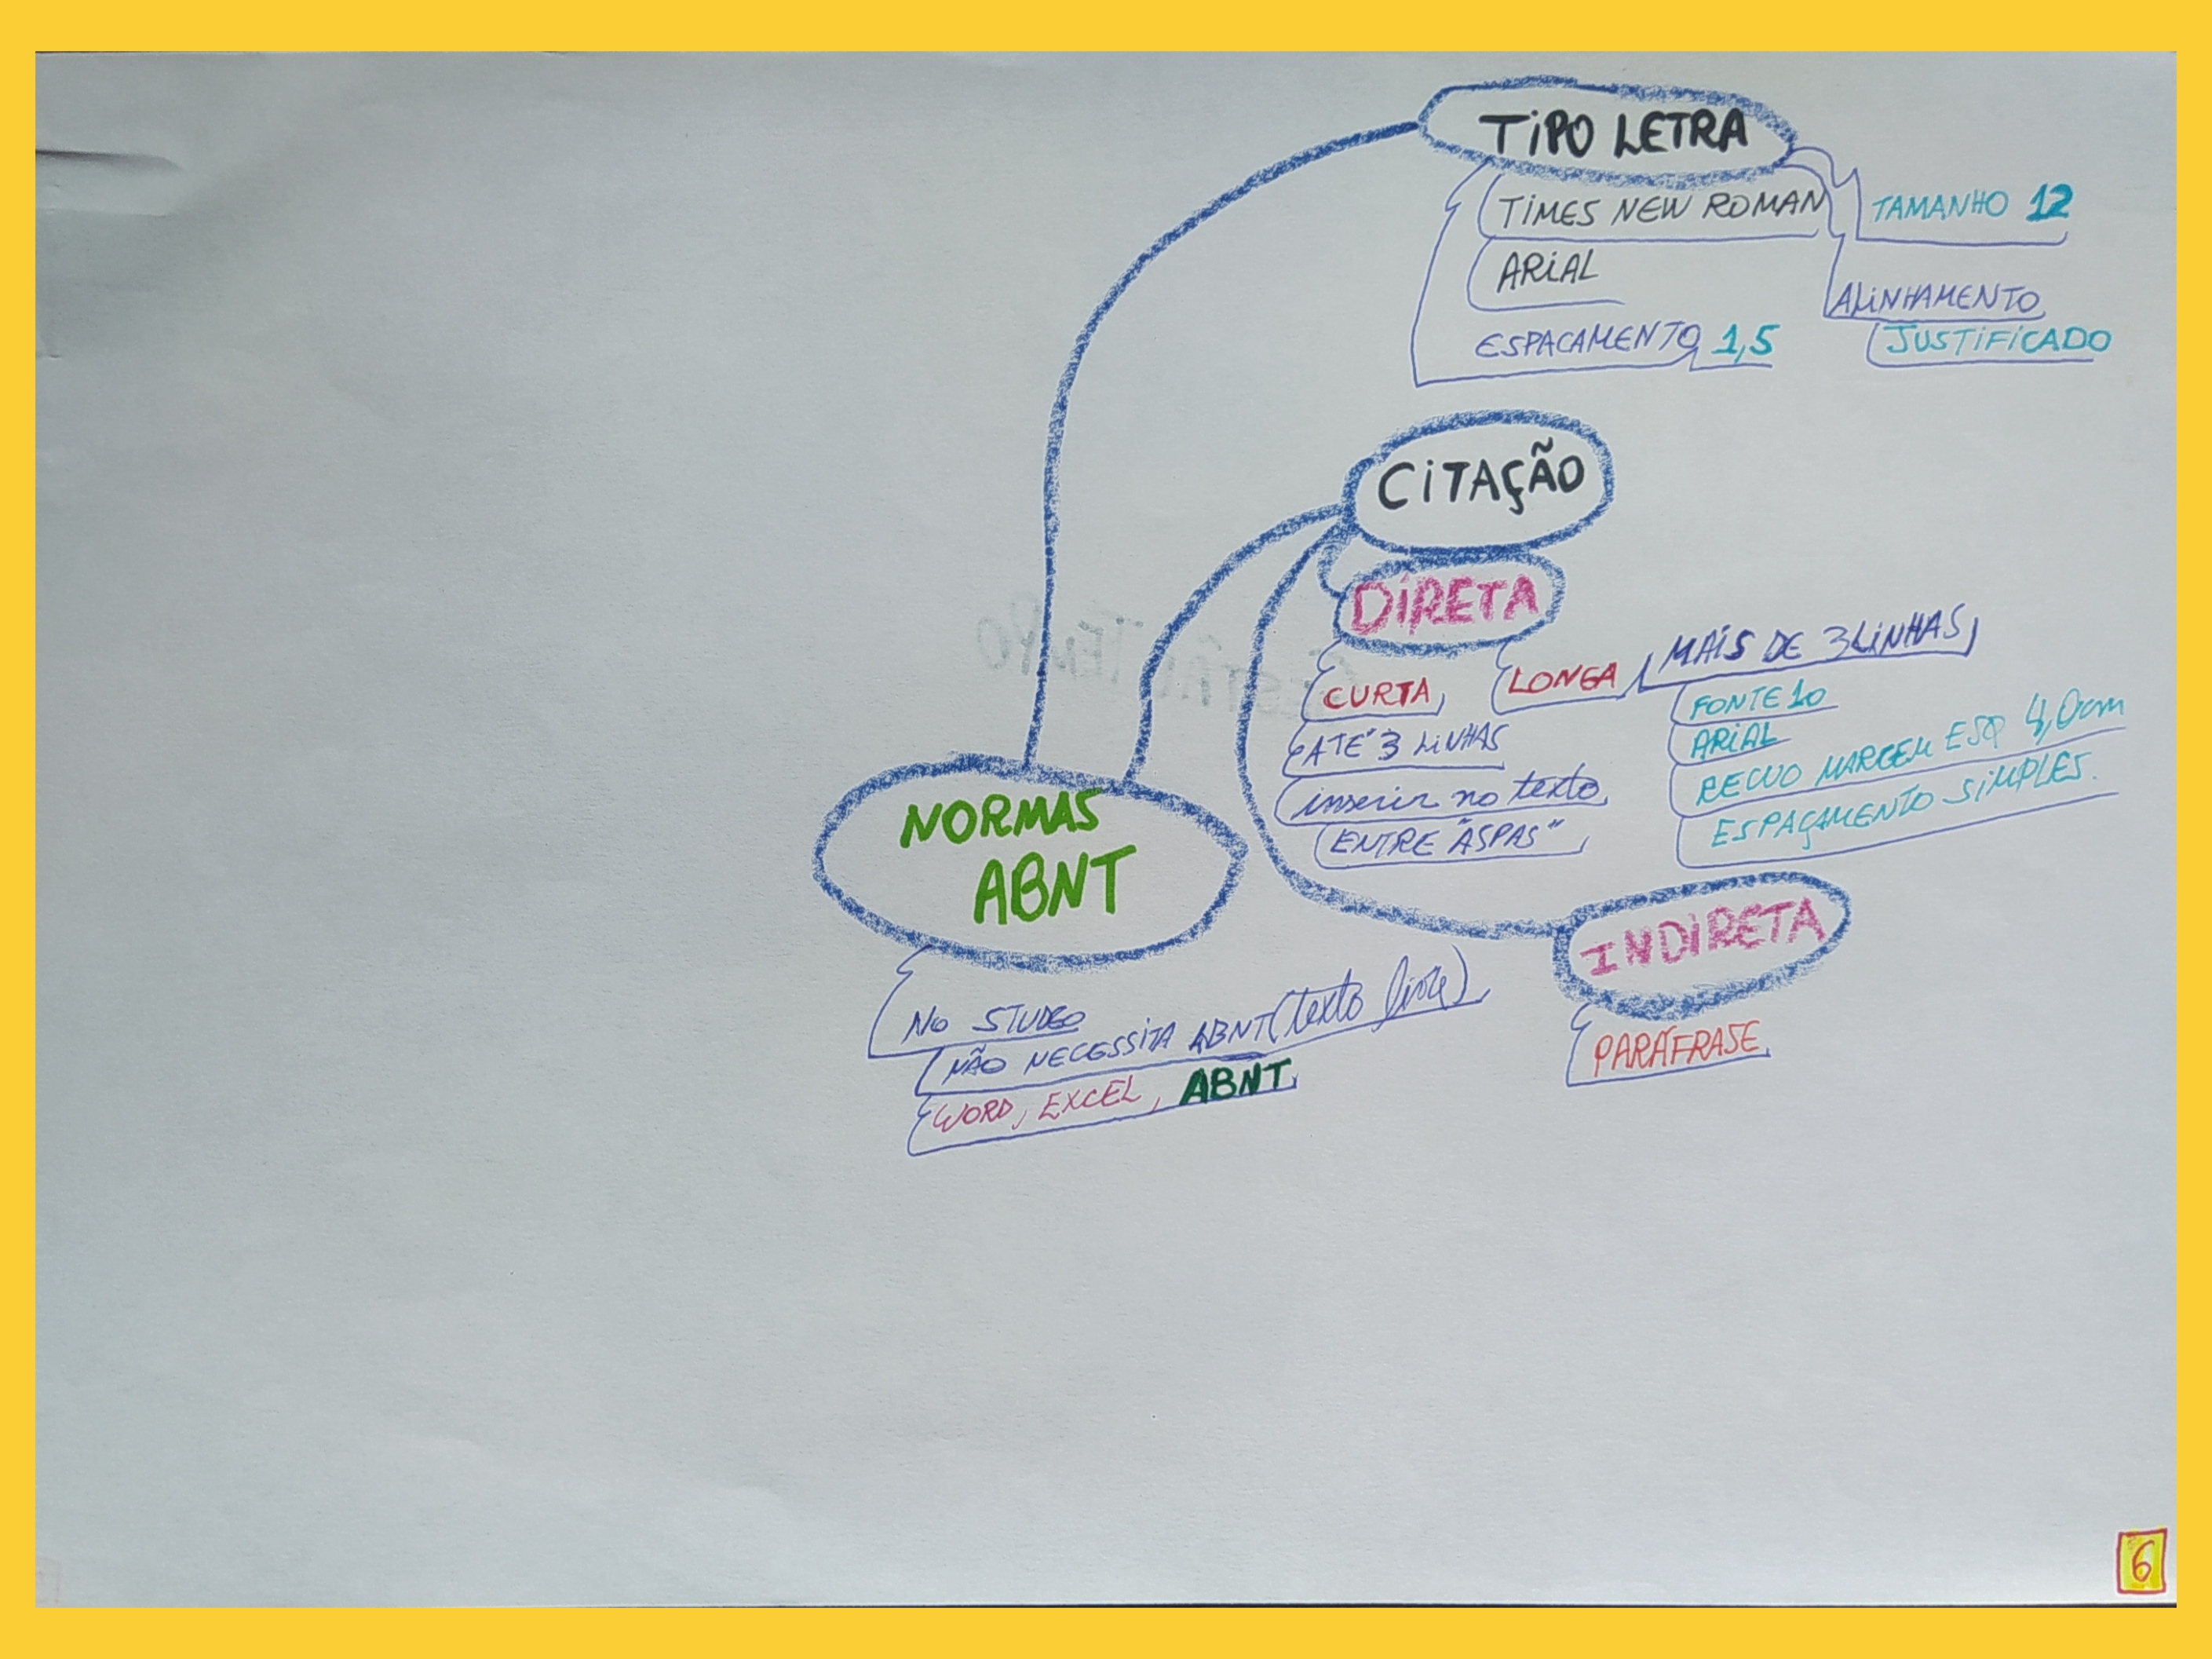 TiPO LETRA
TIMES NEW ROMAN
ARiAL
ESPACAMENTO 1,5
TAMANHO 12
ALiNHAMENTO
JUSTiFiCADO
CiTAÇÃO
DiRETA
CURTA
ATÉ 3 LiNHAS
inserir no texto
ENTRE "ASPAS"
LONGA
MAiS DE 3 LiNHAS
FONTE 10
ARiAL
RECUO MARGEM ESQ 4,0cm
ESPAÇAMENTO SiMPLES.
INDiRETA
PARÁFRASE
NORMAS
ABNT
NO STUDEO
NÃO NECESSiTA ABNT (texto livre)
WORD, EXCEL, ABNT
6